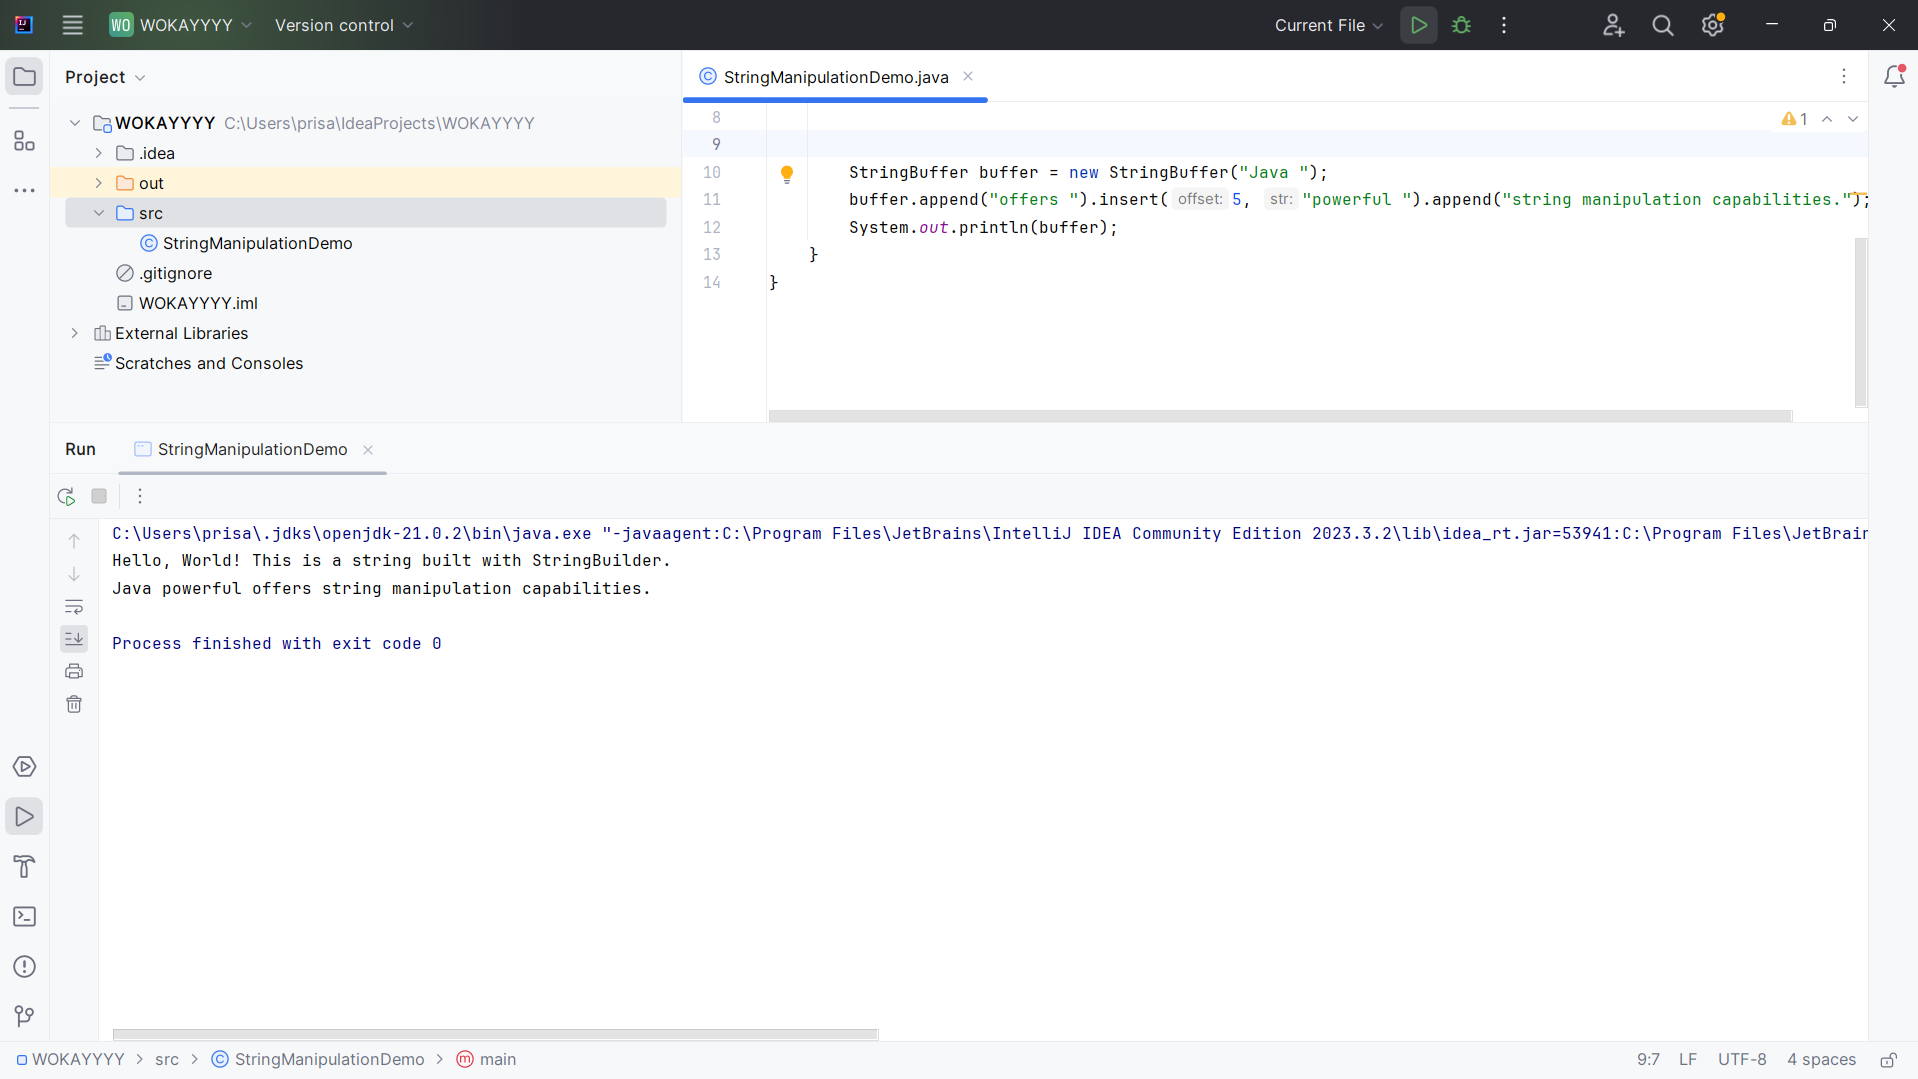 WO WOKAYYYY Version control Current File
Project
StringManipulationDemo.java
WOKAYYYY C:\Users\prisa\IdeaProjects\WOKAYYYY
.idea
out
src
StringManipulationDemo
.gitignore
WOKAYYYY.iml
External Libraries
Scratches and Consoles
8
1
9
10 StringBuffer buffer = new StringBuffer("Java ");
11 buffer.append("offers ").insert( offset: 5, str: "powerful ").append("string manipulation capabilities.");
12 System.out.println(buffer);
13 }
14 }
Run StringManipulationDemo
C:\Users\prisa\.jdks\openjdk-21.0.2\bin\java.exe "-javaagent:C:\Program Files\JetBrains\IntelliJ IDEA Community Edition 2023.3.2\lib\idea_rt.jar=53941:C:\Program Files\JetBrain
Hello, World! This is a string built with StringBuilder.
Java powerful offers string manipulation capabilities.
Process finished with exit code 0
WOKAYYYY > src > StringManipulationDemo > main
9:7 LF UTF-8 4 spaces